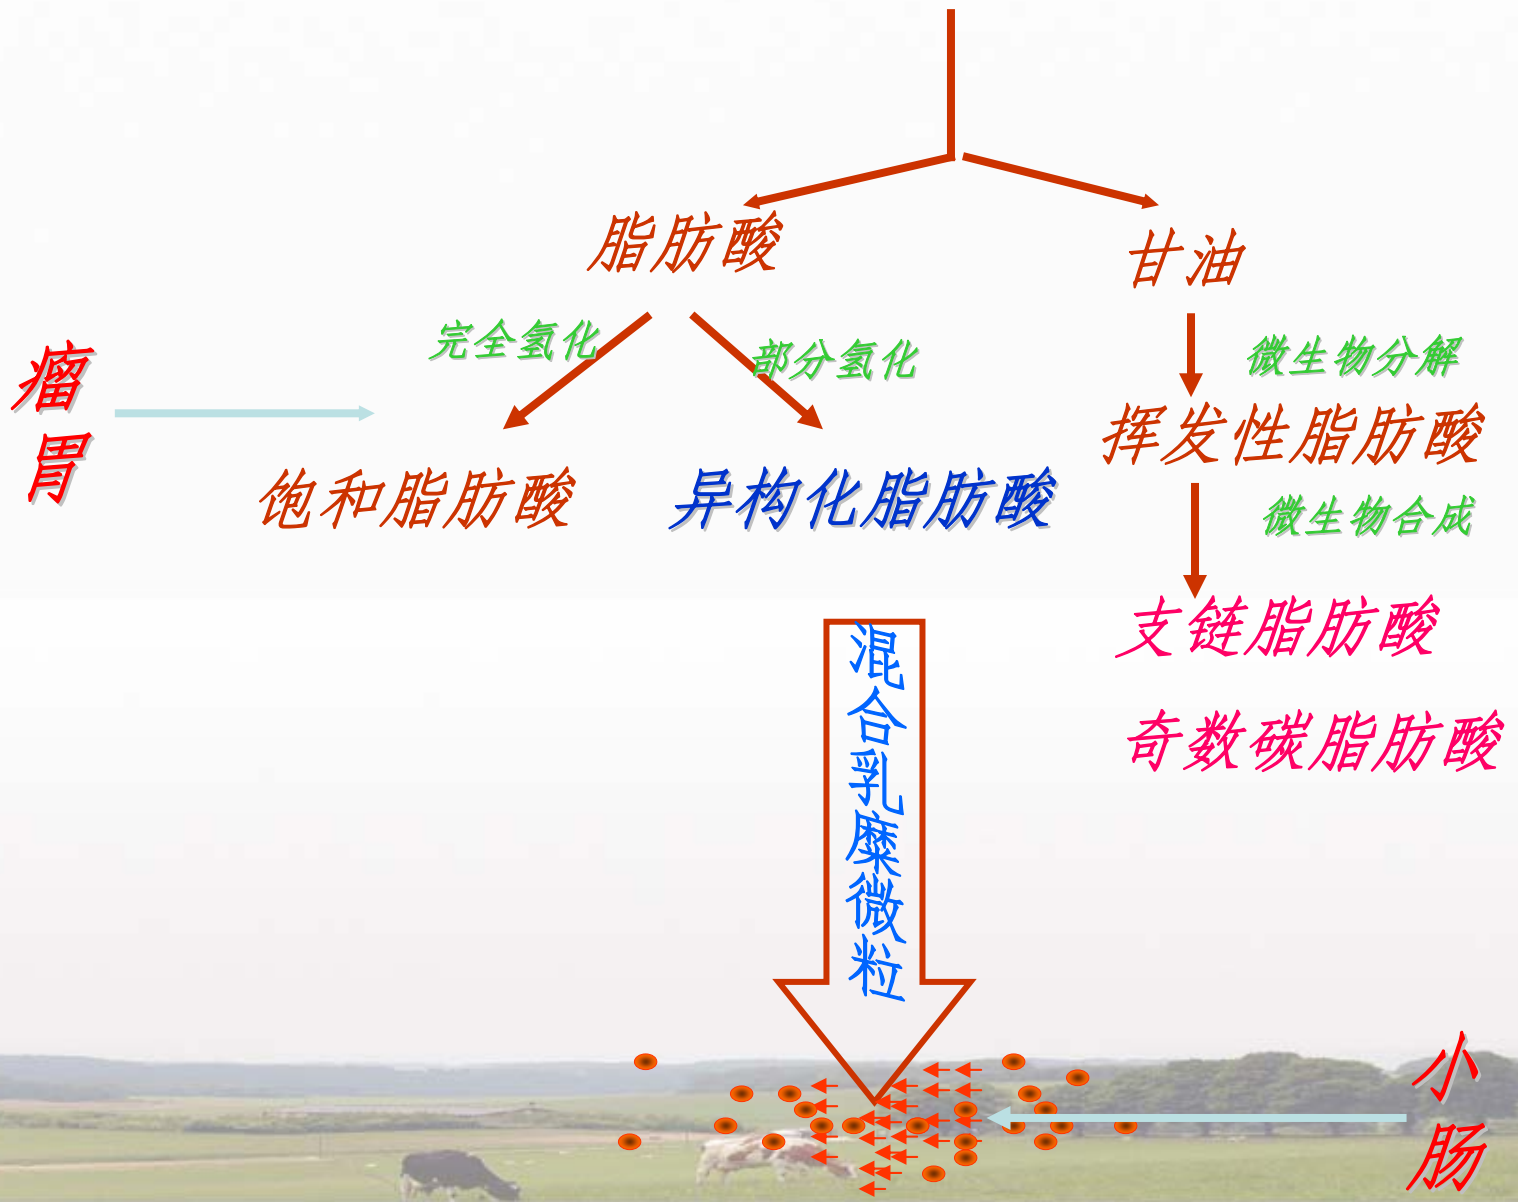 脂肪酸
甘油
完全氢化
部分氢化
微生物分解
瘤胃
挥发性脂肪酸
饱和脂肪酸
异构化脂肪酸
微生物合成
支链脂肪酸
奇数碳脂肪酸
混合乳糜微粒
小肠